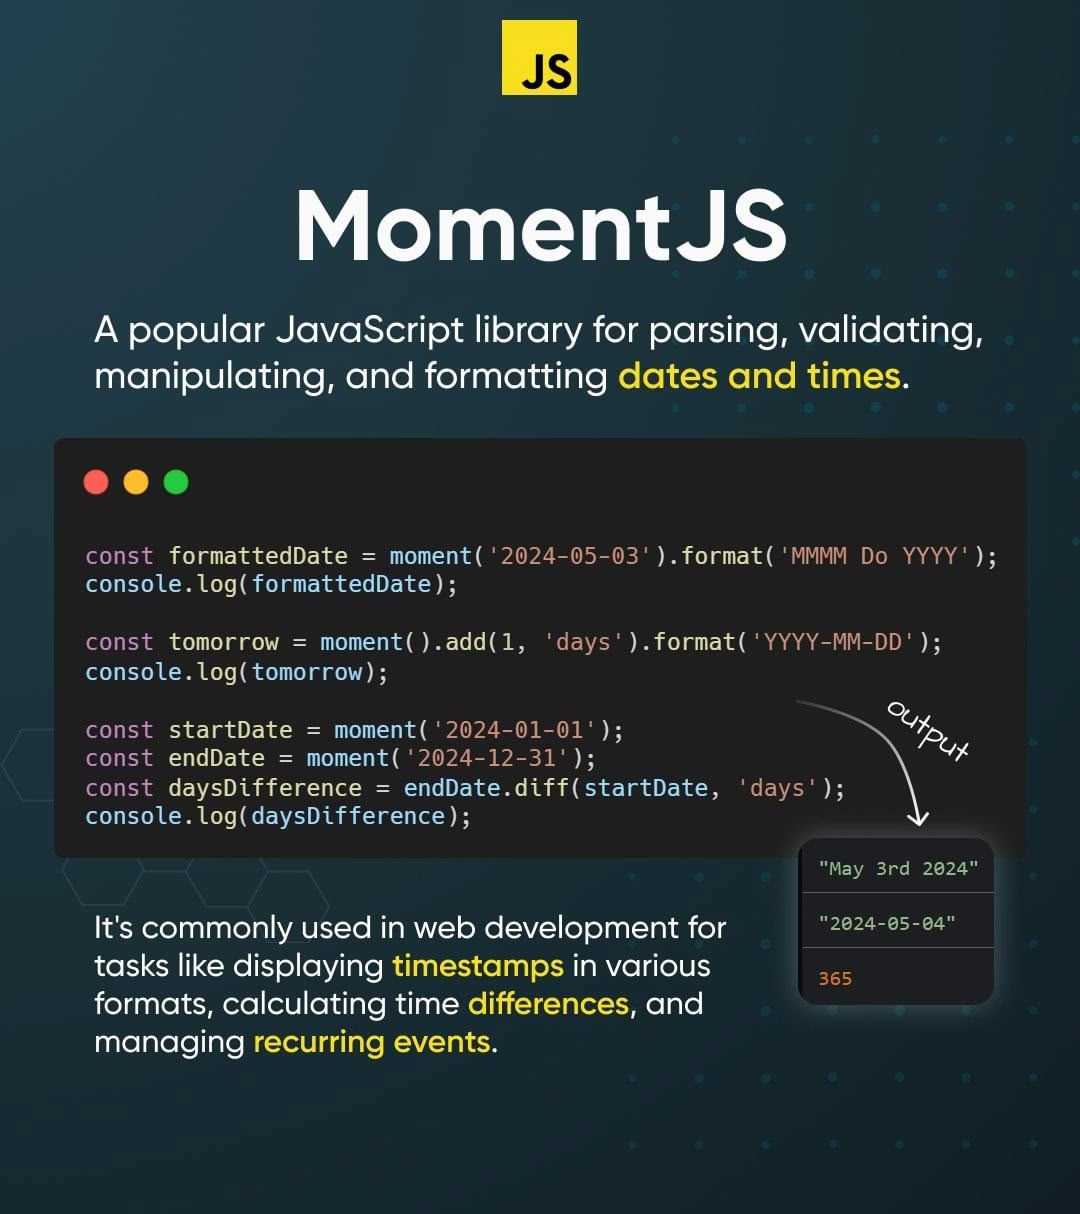 JS
MomentJS
A popular JavaScript library for parsing, validating,
manipulating, and formatting dates and times.
const formattedDate = moment('2024-05-03').format('MMMM Do YYYY');
console.log(formattedDate);
const tomorrow = moment().add(1, 'days').format('YYYY-MM-DD');
console.log(tomorrow);
const startDate = moment('2024-01-01');
const endDate = moment('2024-12-31');
const daysDifference = endDate.diff(startDate, 'days');
console.log(daysDifference);
output
"May 3rd 2024"
"2024-05-04"
365
It's commonly used in web development for
tasks like displaying timestamps in various
formats, calculating time differences, and
managing recurring events.